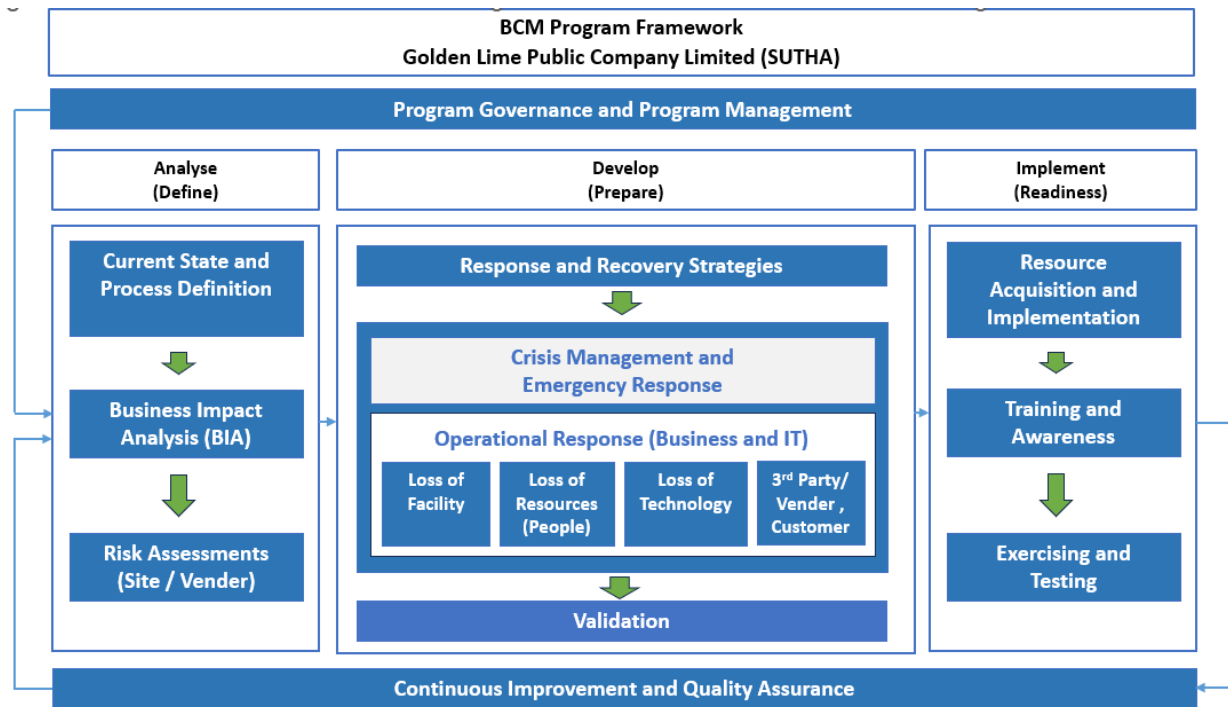 BCM Program Framework
Golden Lime Public Company Limited (SUTHA)
Program Governance and Program Management
Analyse
(Define)
Develop
(Prepare)
Implement
(Readiness)
Current State and
Process Definition
Business Impact
Analysis (BIA)
Risk Assessments
(Site / Vender)
Response and Recovery Strategies
Crisis Management and
Emergency Response
Operational Response (Business and IT)
Loss of
Facility
Loss of
Resources
(People)
Loss of
Technology
3rd Party/
Vender ,
Customer
Validation
Resource
Acquisition and
Implementation
Training and
Awareness
Exercising and
Testing
Continuous Improvement and Quality Assurance